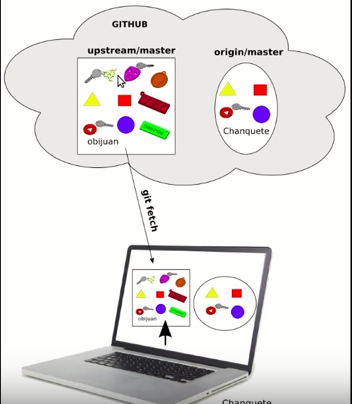 GITHUB
upstream/master
origin/master
obijuan
Chanquete
git fetch
obijuan
Chanquete